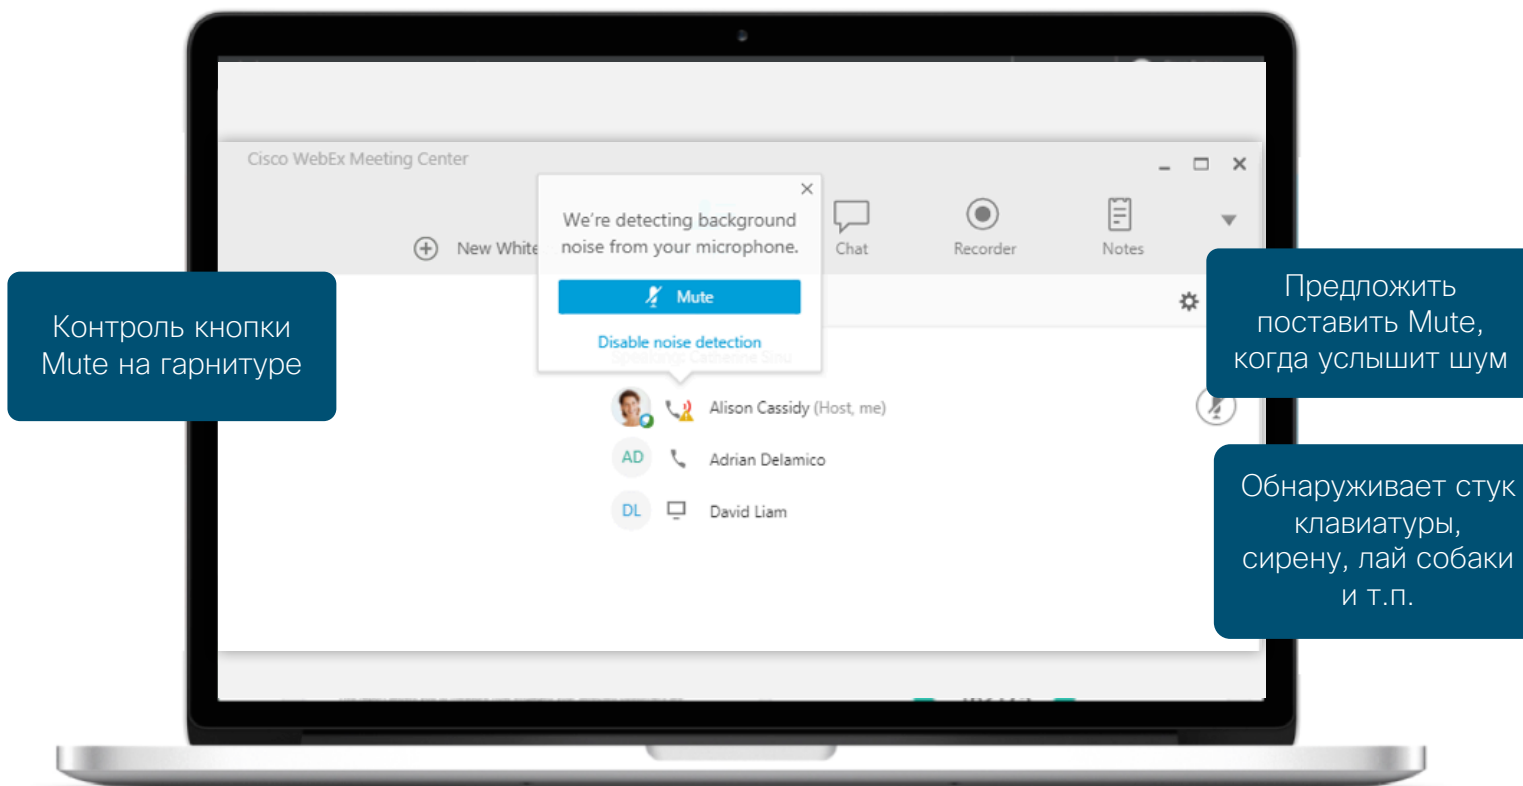 Cisco WebEx Meeting Center
We're detecting background
noise from your microphone.
Mute
Disable noise detection
New White
Chat
Recorder
Notes
Контроль кнопки
Mute на гарнитуре
Предложить
поставить Mute,
когда услышит шум
Alison Cassidy (Host, me)
AD
Adrian Delamico
DL
David Liam
Обнаруживает стук
клавиатуры,
сирену, лай собаки
и т.п.